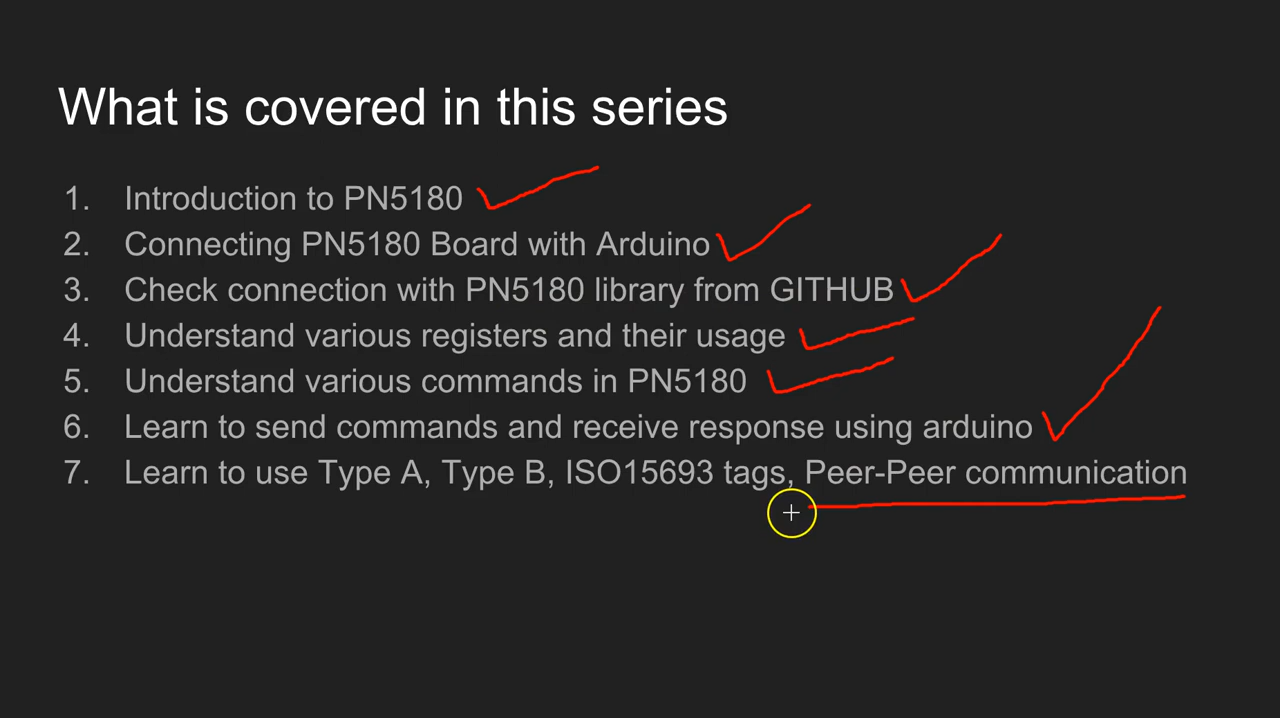 What is covered in this series
1. Introduction to PN5180
2. Connecting PN5180 Board with Arduino
3. Check connection with PN5180 library from GITHUB
4. Understand various registers and their usage
5. Understand various commands in PN5180
6. Learn to send commands and receive response using arduino
7. Learn to use Type A, Type B, ISO15693 tags, Peer-Peer communication